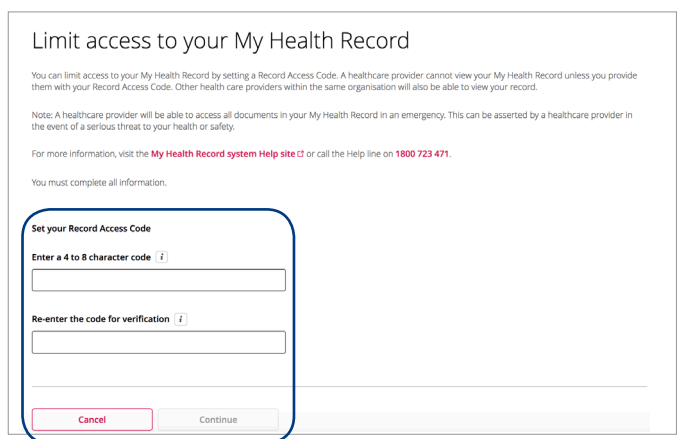 Limit access to your My Health Record
You can limit access to your My Health Record by setting a Record Access Code. A healthcare provider cannot view your My Health Record unless you provide
them with your Record Access Code. Other health care providers within the same organisation will also be able to view your record.
Note: A healthcare provider will be able to access all documents in your My Health Record in an emergency. This can be asserted by a healthcare provider in
the event of a serious threat to your health or safety.
For more information, visit the My Health Record system Help site or call the Help line on 1800 723 471.
You must complete all information.
Set your Record Access Code
Enter a 4 to 8 character code i
Re-enter the code for verification i
Cancel Continue